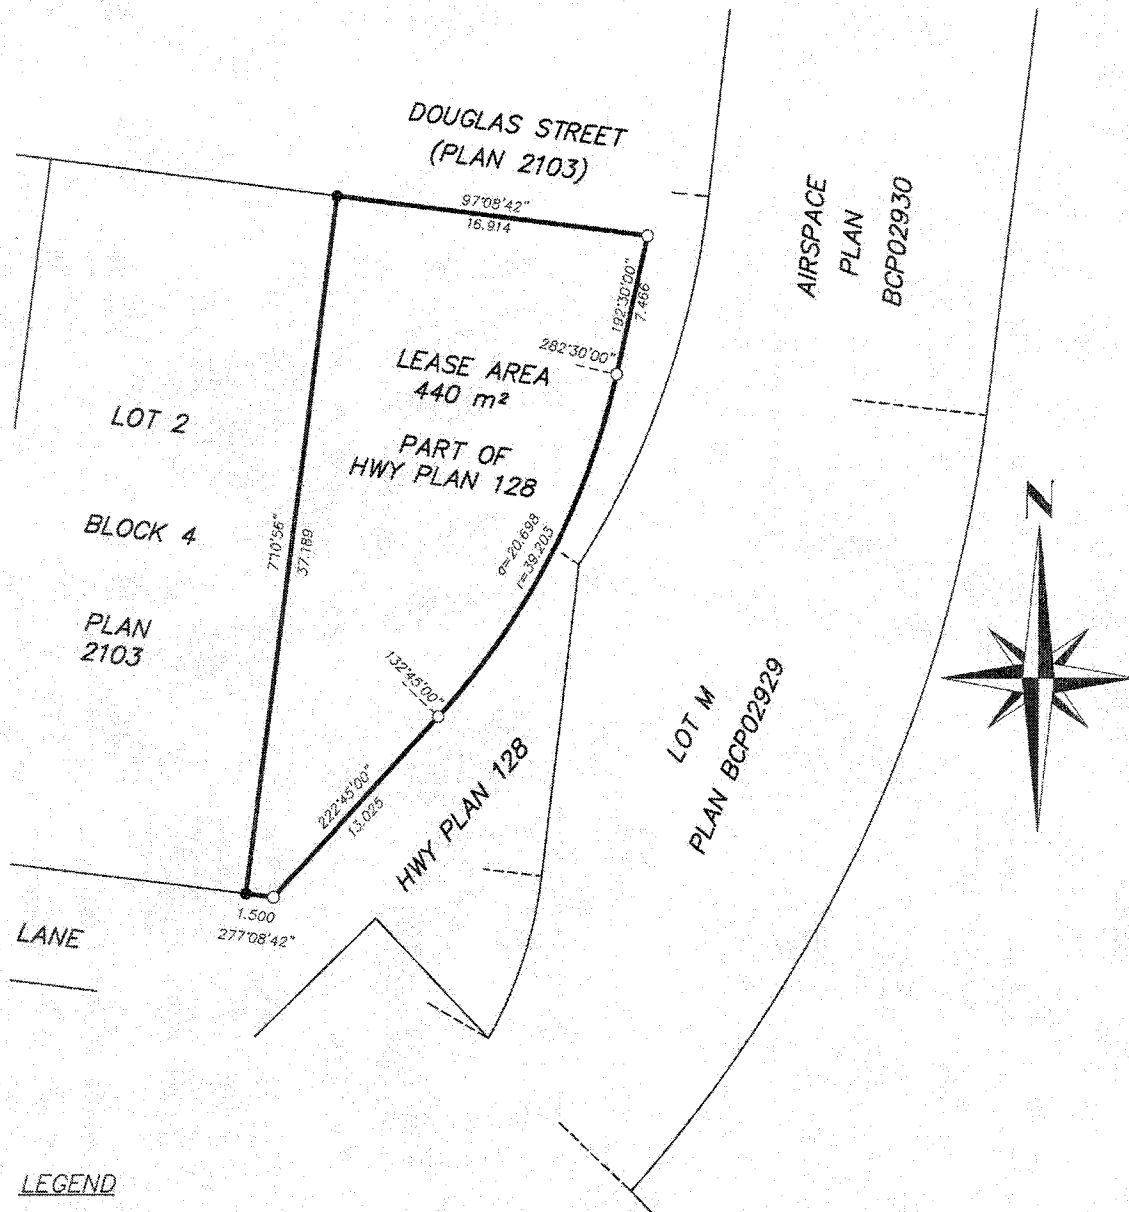 DOUGLAS STREET
(PLAN 2103)
97°08'42"
16.914
AIRSPACE
PLAN
BCP02930
192°30'00"
7.466
282°30'00"
LEASE AREA
440 m²
PART OF
HWY PLAN 128
LOT 2
BLOCK 4
PLAN
2103
7°10'56"
37.189
a=20.698
r=39.203
N
132°45'00"
222°45'00"
13.025
HWY PLAN 128
LOT M
PLAN BCP02929
1.500
277°08'42"
LANE
LEGEND